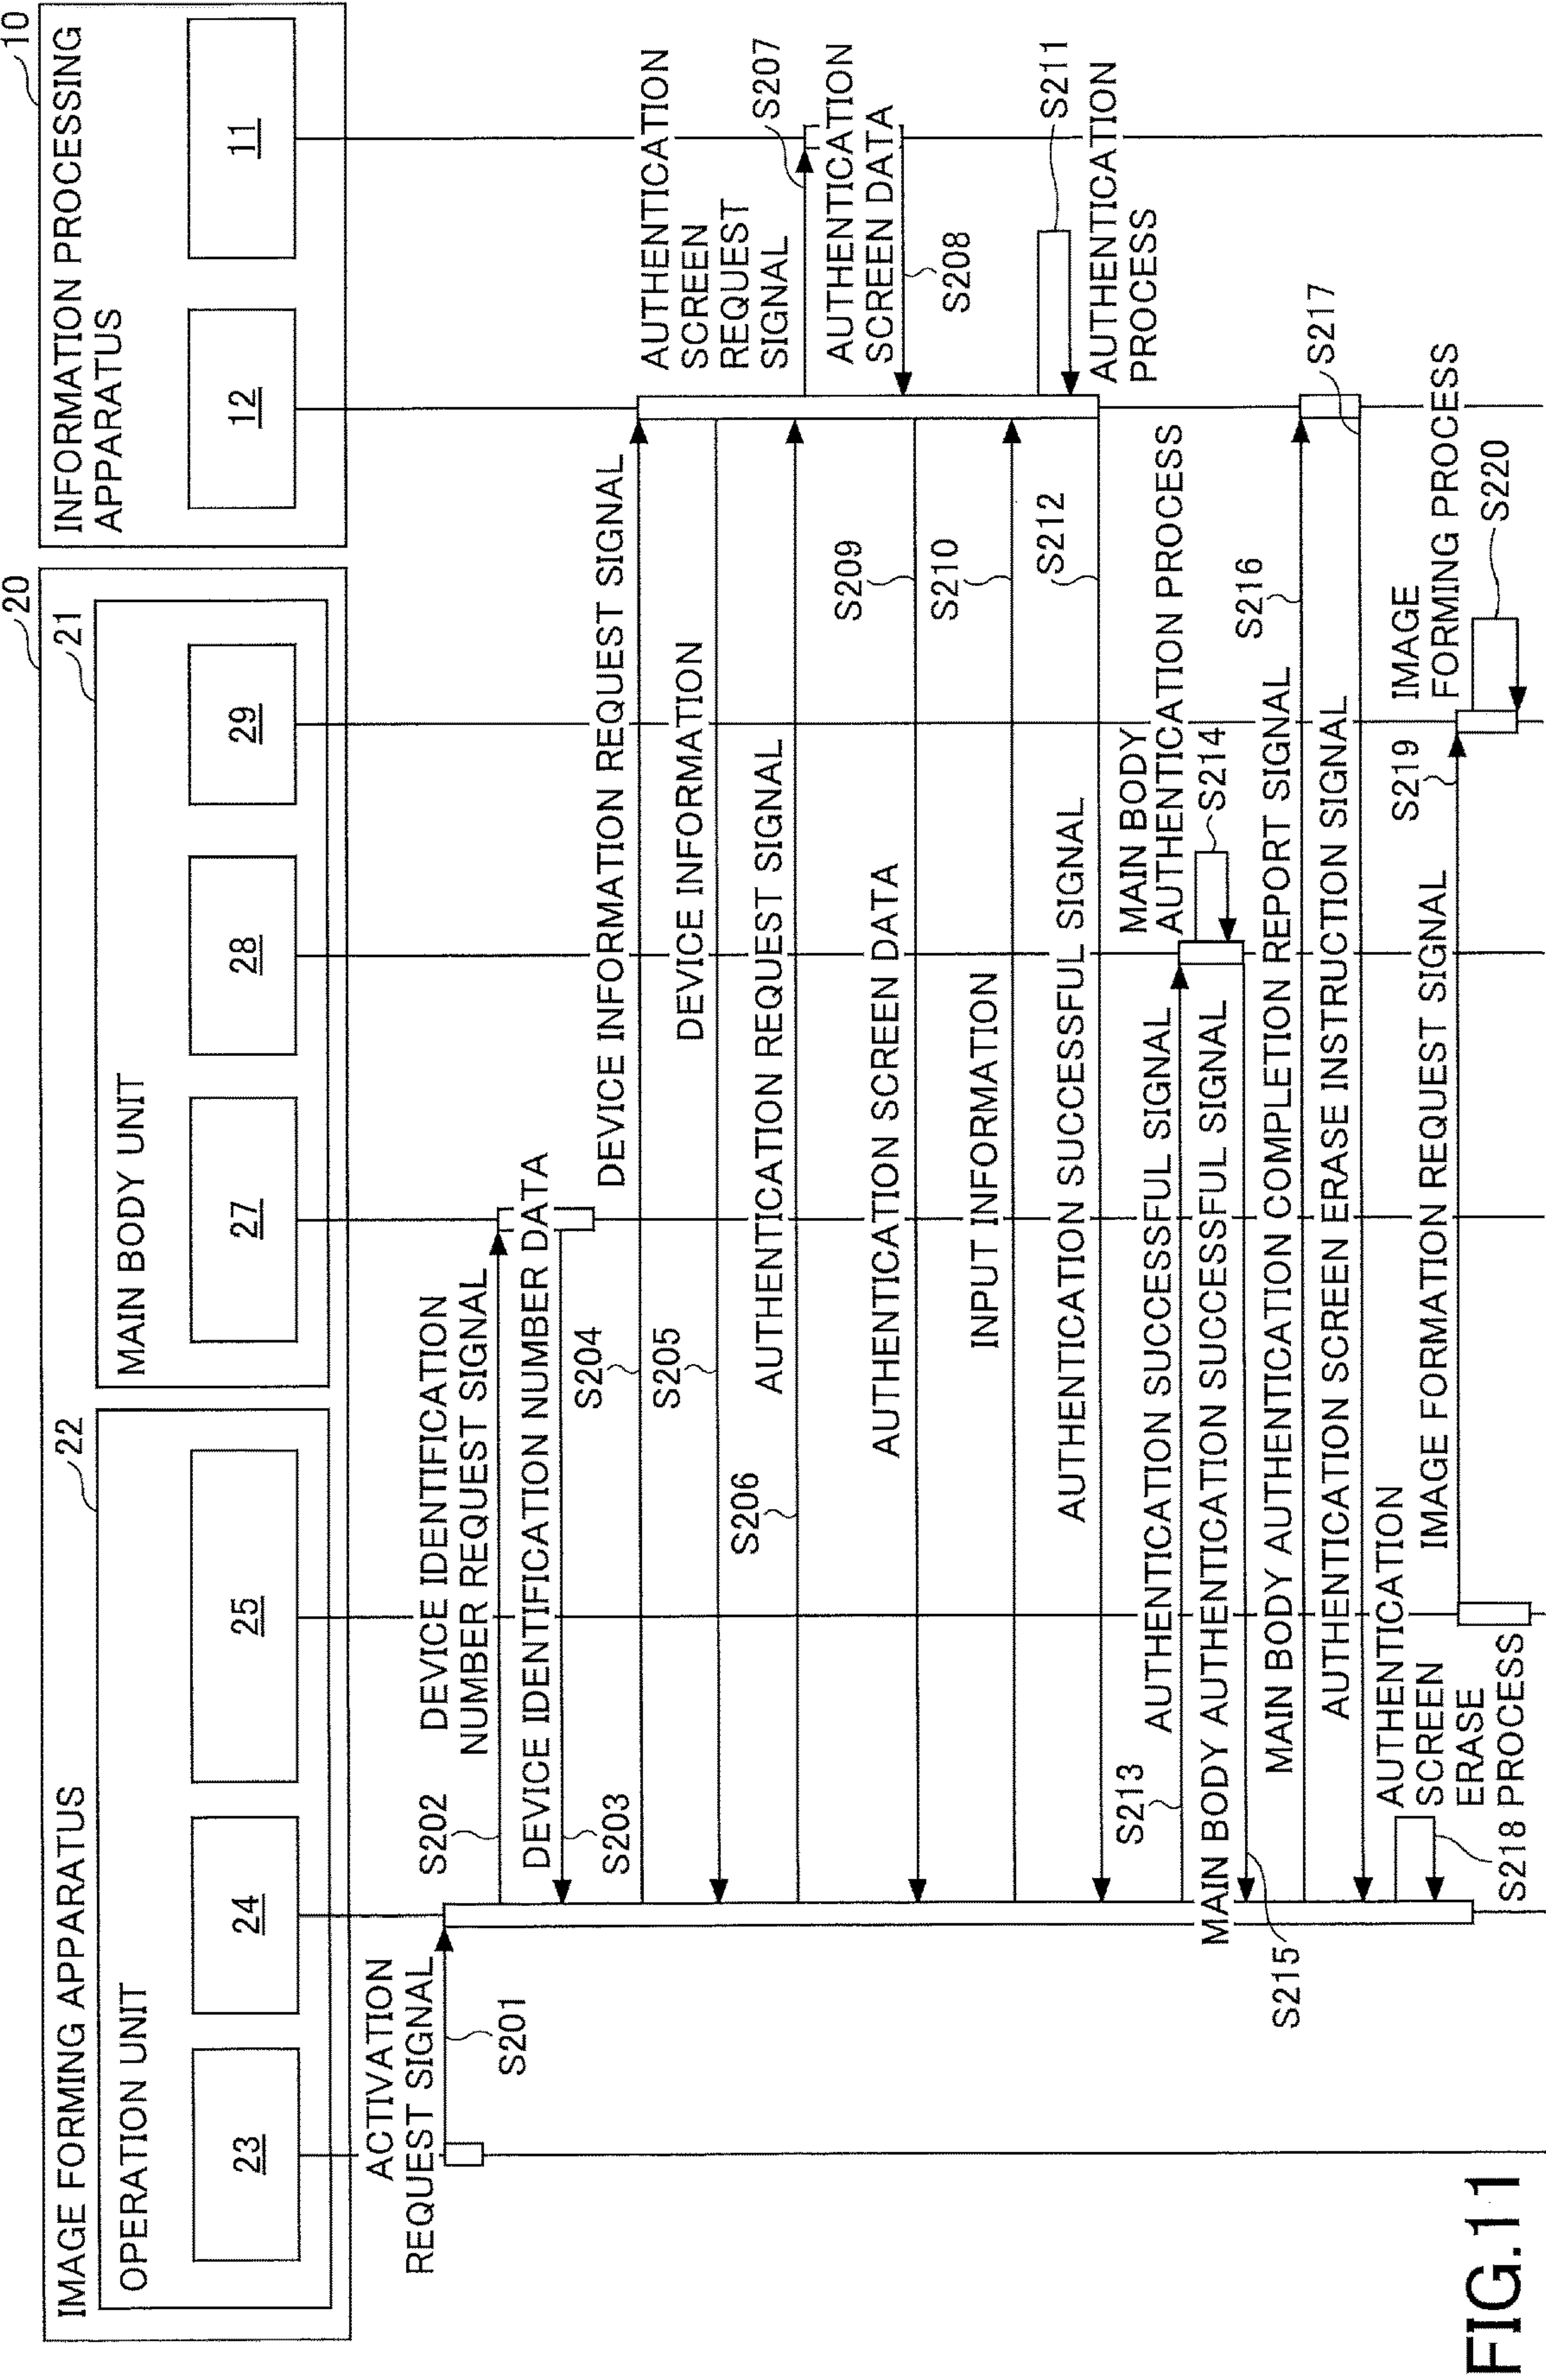 IMAGE FORMING APPARATUS
20
OPERATION UNIT
22
23
24
25
MAIN BODY UNIT
21
27
28
29
INFORMATION PROCESSING
APPARATUS
10
12
11
ACTIVATION
REQUEST SIGNAL
S201
S202
DEVICE IDENTIFICATION
NUMBER REQUEST SIGNAL
DEVICE IDENTIFICATION NUMBER DATA
S203
S204
DEVICE INFORMATION REQUEST SIGNAL
S205
DEVICE INFORMATION
S206
AUTHENTICATION REQUEST SIGNAL
AUTHENTICATION
SCREEN
REQUEST
SIGNAL
S207
AUTHENTICATION
SCREEN DATA
S208
AUTHENTICATION SCREEN DATA
S209
INPUT INFORMATION
S210
S211
AUTHENTICATION
PROCESS
AUTHENTICATION SUCCESSFUL SIGNAL
S212
S213
AUTHENTICATION SUCCESSFUL SIGNAL
MAIN BODY
AUTHENTICATION PROCESS
S214
MAIN BODY AUTHENTICATION SUCCESSFUL SIGNAL
S215
MAIN BODY AUTHENTICATION COMPLETION REPORT SIGNAL
S216
AUTHENTICATION SCREEN ERASE INSTRUCTION SIGNAL
S217
AUTHENTICATION
SCREEN
ERASE
PROCESS
S218
IMAGE FORMATION REQUEST SIGNAL
S219
IMAGE
FORMING PROCESS
S220
FIG.11